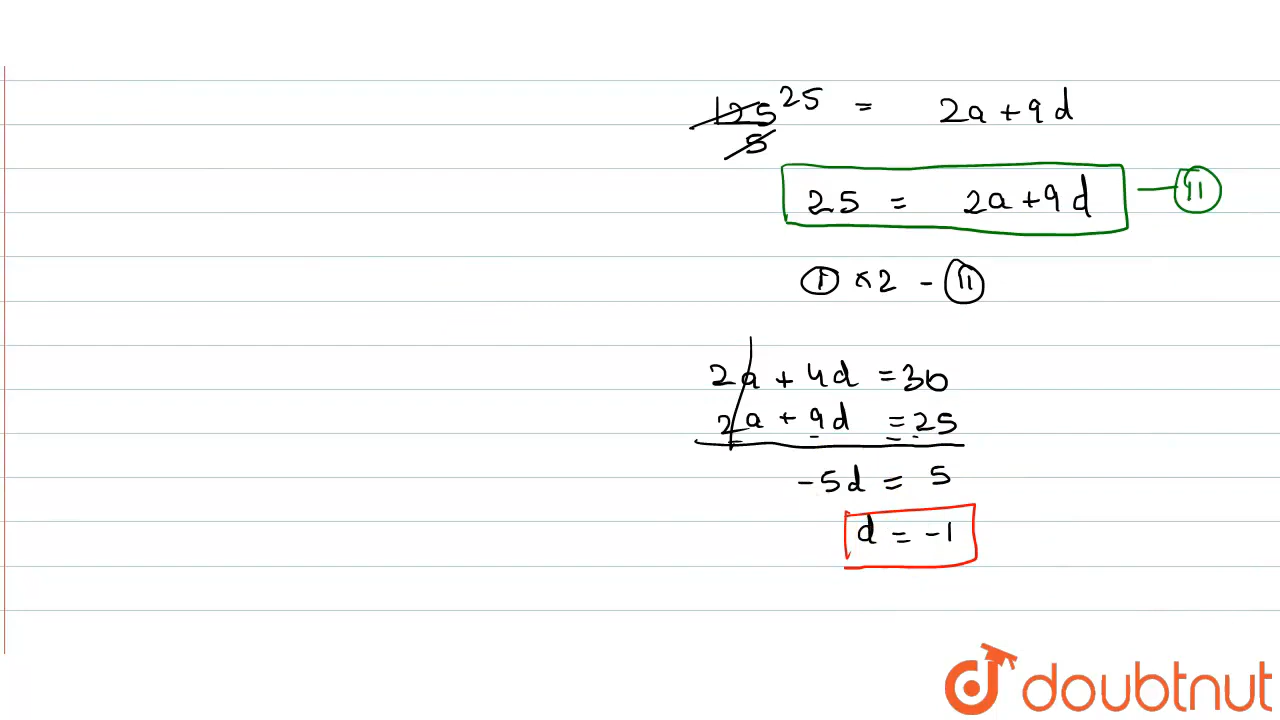 125/5 25 = 2a + 9d
25 = 2a + 9d — II
I × 2 - II
2a + 4d = 30
2a + 9d = 25
- - -
-5d = 5
d = -1
doubtnut